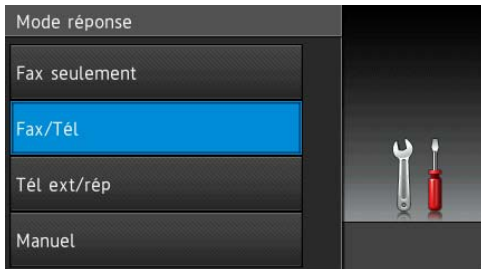 Mode réponse
Fax seulement
Fax/Tél
Tél ext/rép
Manuel